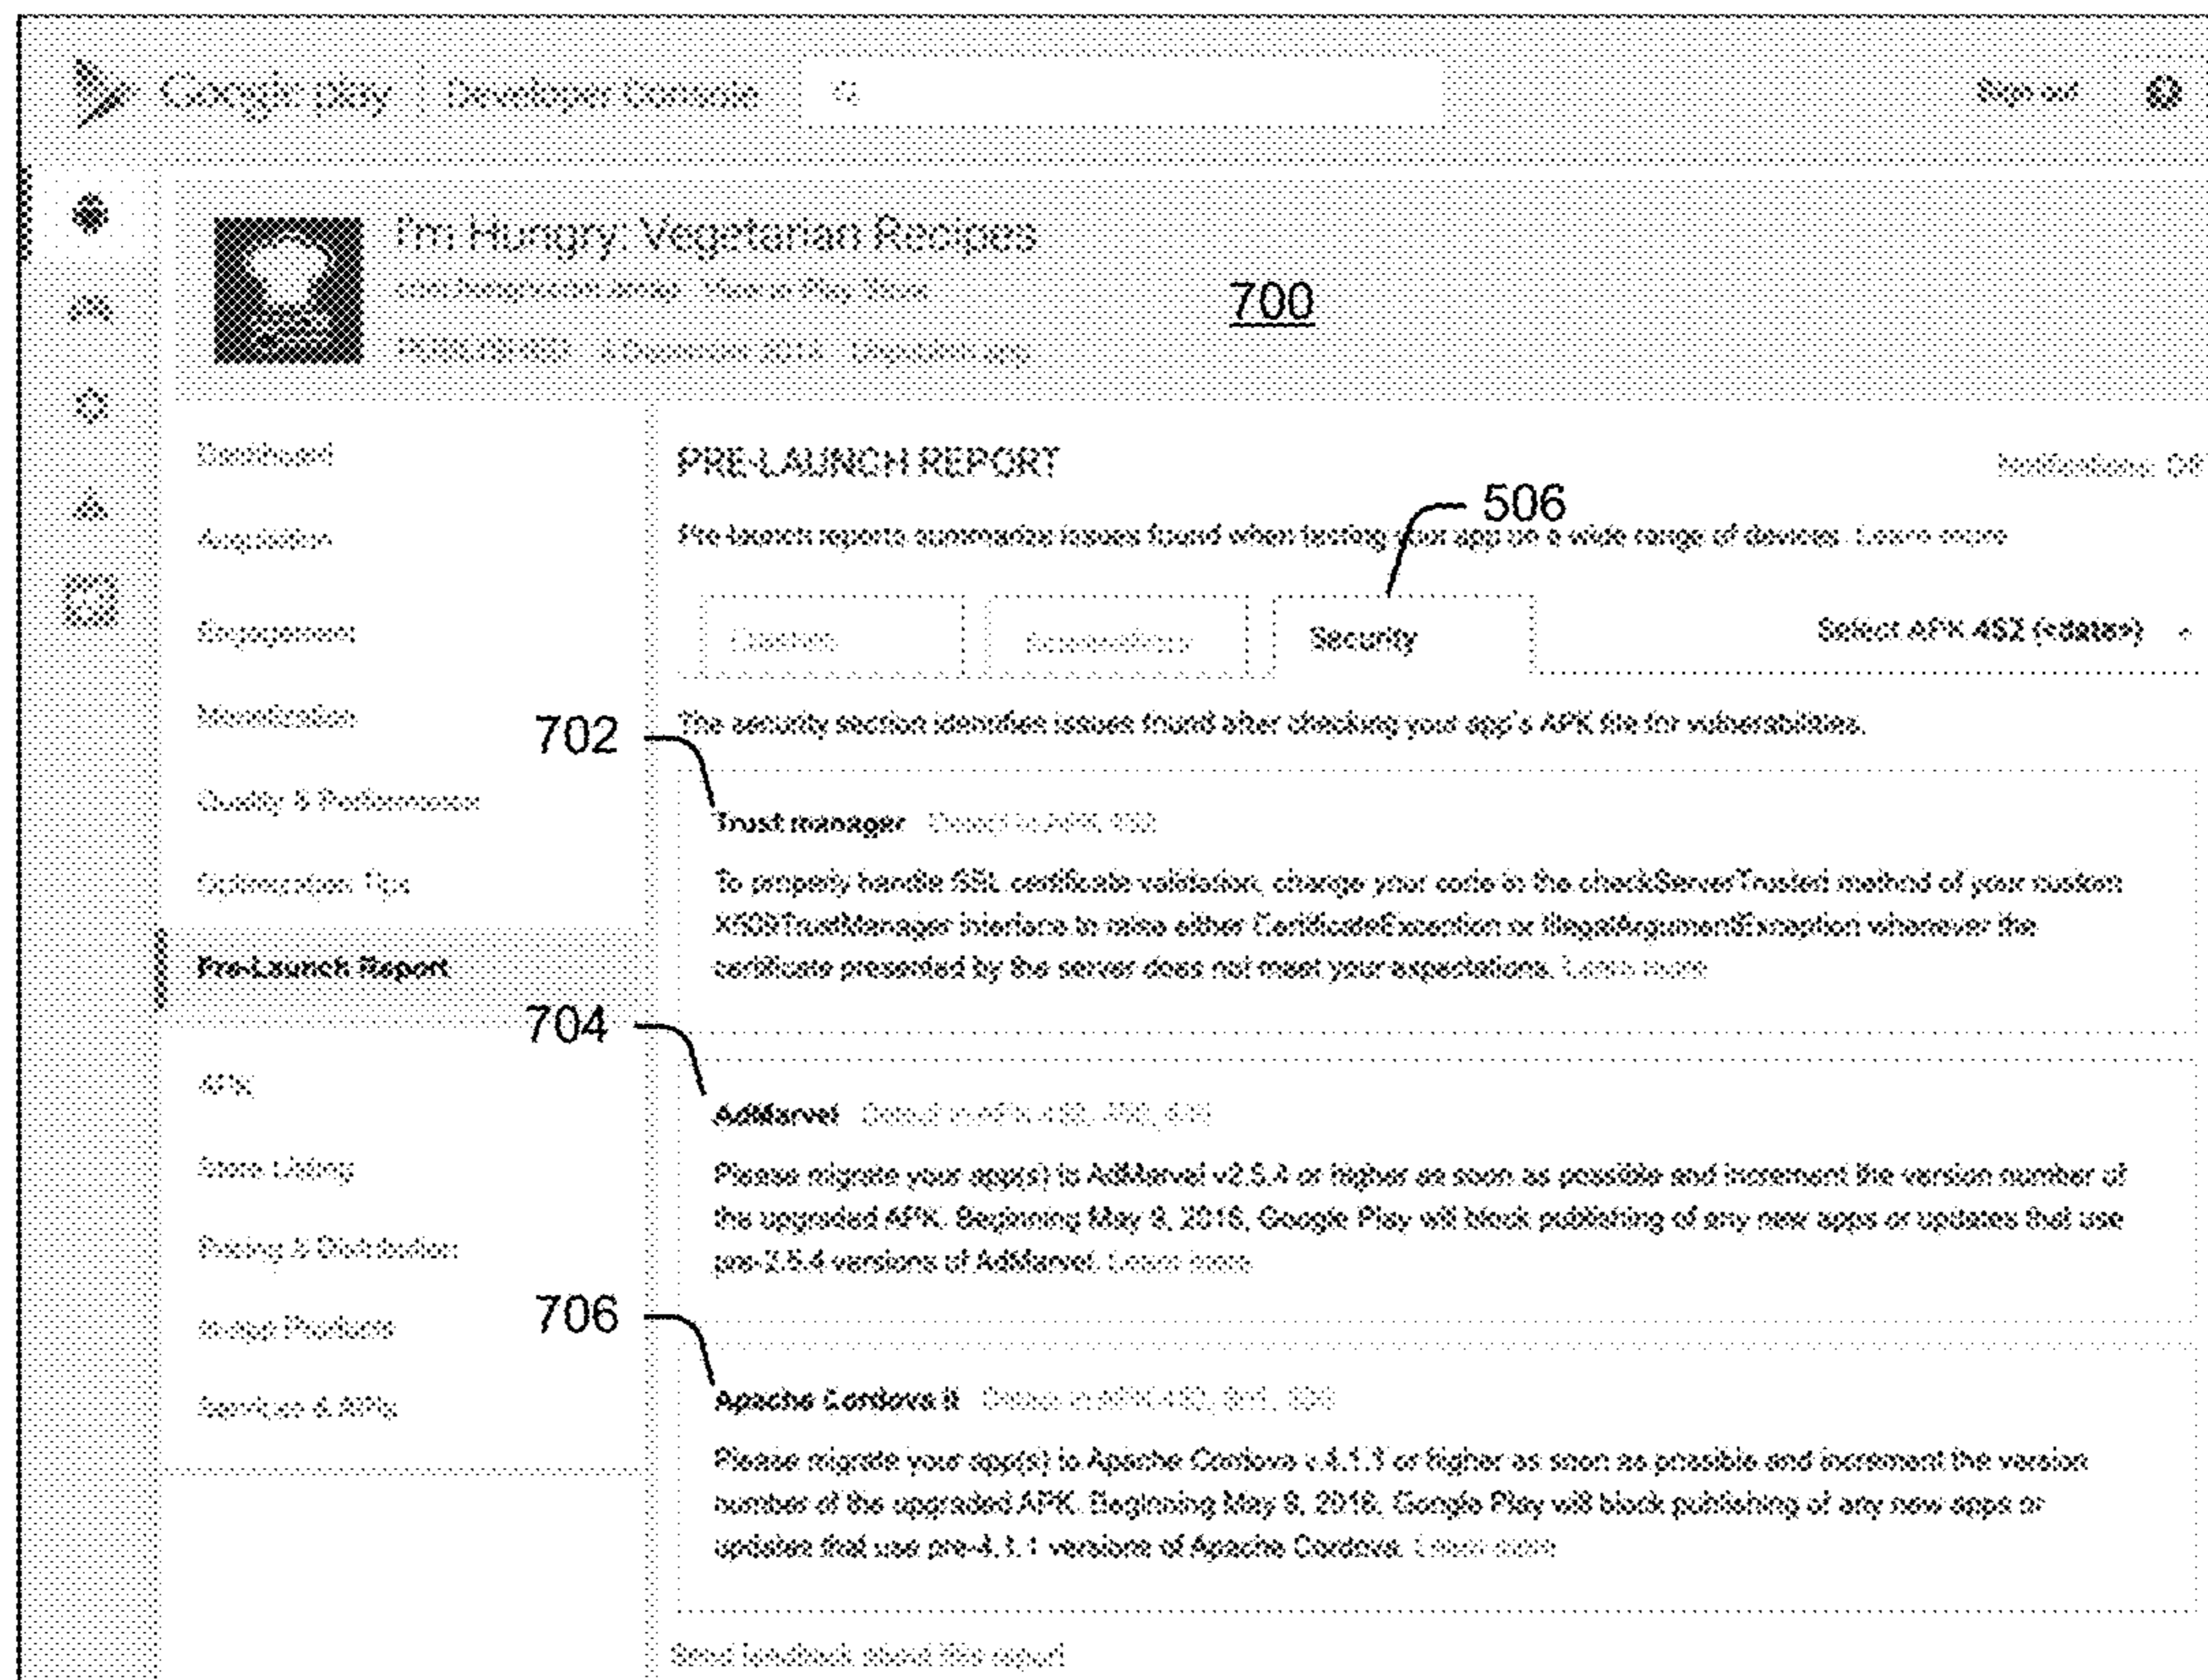 Google play | Developer Console
Sign out
I'm Hungry: Vegetarian Recipes
700
Dashboard
Acquisition
Engagement
Monetization
Quality & Performance
Optimization Tips
Pre-Launch Report
APK
Store Listing
Pricing & Distribution
In-app Products
Services & APIs
PRE-LAUNCH REPORT
Notifications:
506
Pre-launch reports summarize issues found when testing your app on a wide range of devices. Learn more
Crashes
Screenshots
Security
Select APK 452 (<date>)
The security section identifies issues found after checking your app's APK file for vulnerabilities.
702
Trust manager
To properly handle SSL certificate validation, change your code in the checkServerTrusted method of your custom
X509TrustManager interface to raise either CertificateException or IllegalArgumentException whenever the
certificate presented by the server does not meet your expectations. Learn more
704
AdMarvel
Please migrate your app(s) to AdMarvel v2.5.4 or higher as soon as possible and increment the version number of
the upgraded APK. Beginning May 9, 2016, Google Play will block publishing of any new apps or updates that use
pre-2.5.4 versions of AdMarvel. Learn more
706
Apache Cordova II
Please migrate your app(s) to Apache Cordova v.4.1.1 or higher as soon as possible and increment the version
number of the upgraded APK. Beginning May 9, 2016, Google Play will block publishing of any new apps or
updates that use pre-4.1.1 versions of Apache Cordova. Learn more
Send feedback about this report